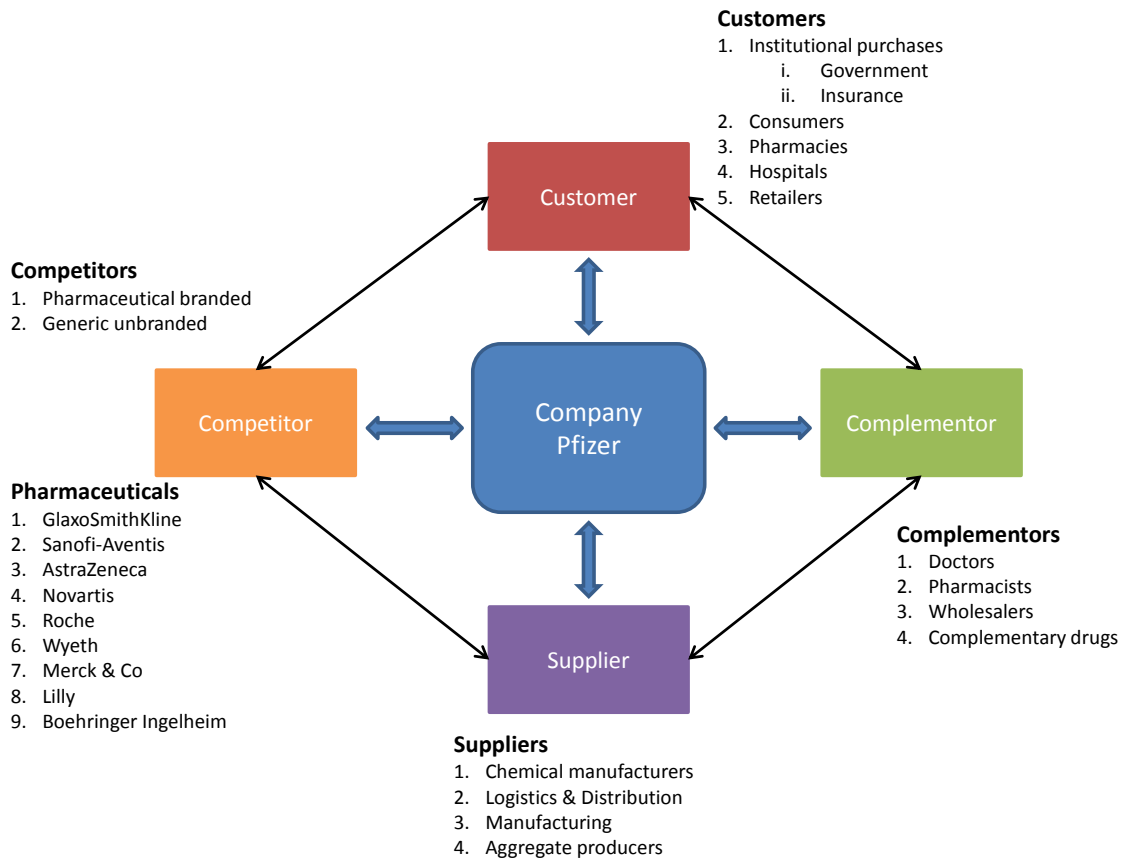 Customers
1. Institutional purchases
i. Government
ii. Insurance
2. Consumers
3. Pharmacies
4. Hospitals
5. Retailers
Customer
Competitors
1. Pharmaceutical branded
2. Generic unbranded
Competitor
Company
Pfizer
Complementor
Pharmaceuticals
1. GlaxoSmithKline
2. Sanofi-Aventis
3. AstraZeneca
4. Novartis
5. Roche
6. Wyeth
7. Merck & Co
8. Lilly
9. Boehringer Ingelheim
Complementors
1. Doctors
2. Pharmacists
3. Wholesalers
4. Complementary drugs
Supplier
Suppliers
1. Chemical manufacturers
2. Logistics & Distribution
3. Manufacturing
4. Aggregate producers